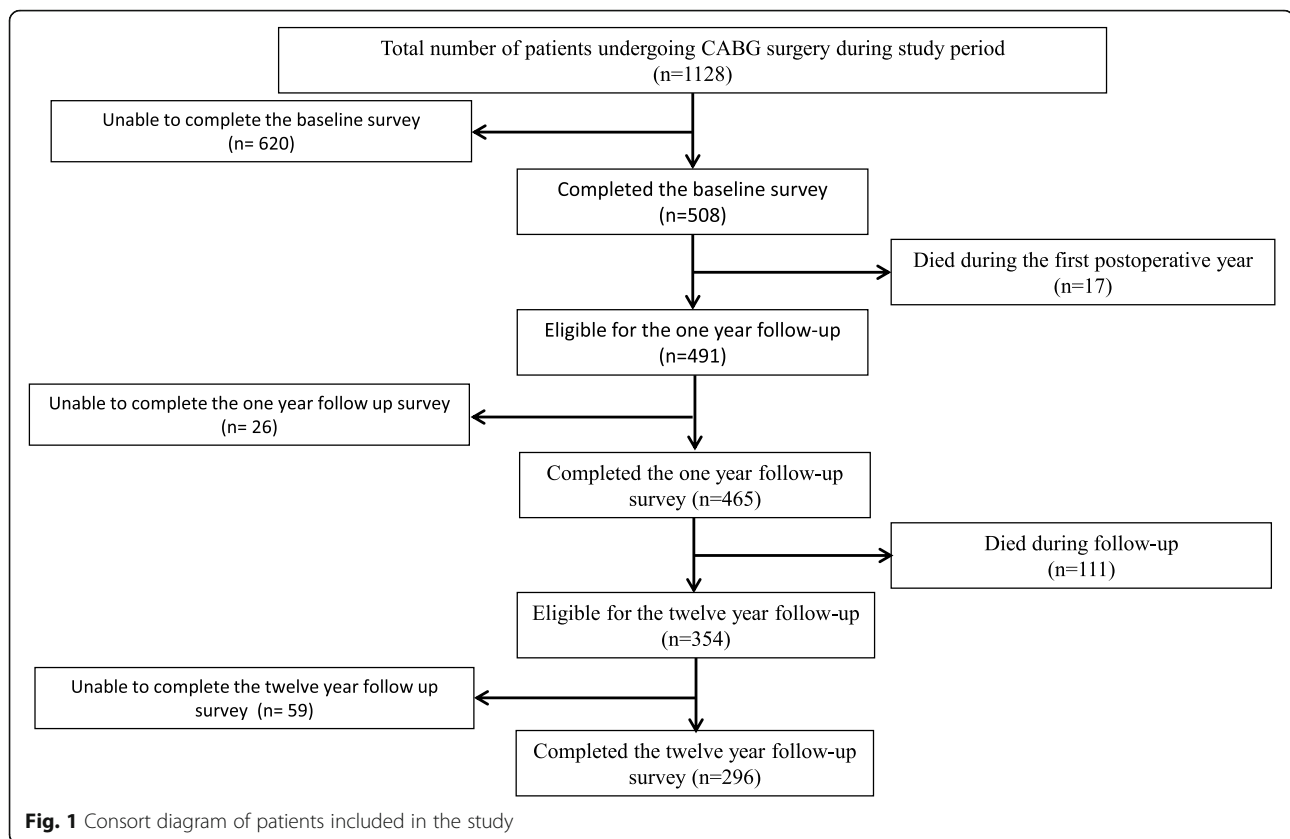 Total number of patients undergoing CABG surgery during study period
(n=1128)
Unable to complete the baseline survey
(n= 620)
Completed the baseline survey
(n=508)
Died during the first postoperative year
(n=17)
Eligible for the one year follow-up
(n=491)
Unable to complete the one year follow up survey
(n= 26)
Completed the one year follow-up
survey (n=465)
Died during follow-up
(n=111)
Eligible for the twelve year follow-up
(n=354)
Unable to complete the twelve year follow up
survey (n= 59)
Completed the twelve year follow-up
survey (n=296)
Fig. 1 Consort diagram of patients included in the study